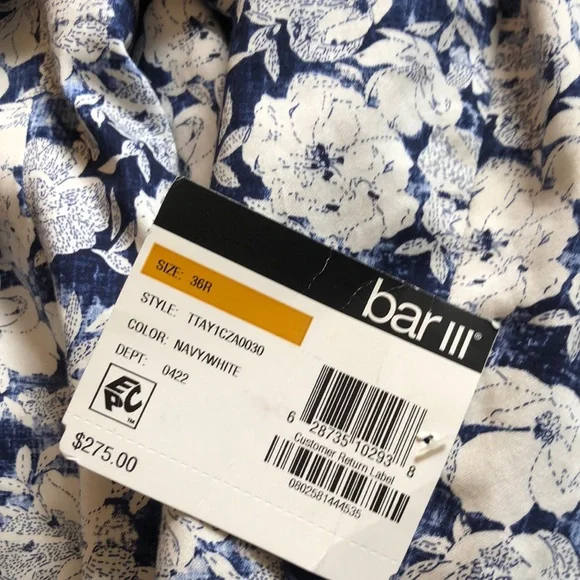 bar III®
SIZE: 36R
STYLE: TTAY1CZA0030
COLOR: NAVY/WHITE
DEPT: 0422
EPC TM
$275.00
6 28735 10293 8
Customer Return Label
0802581444535